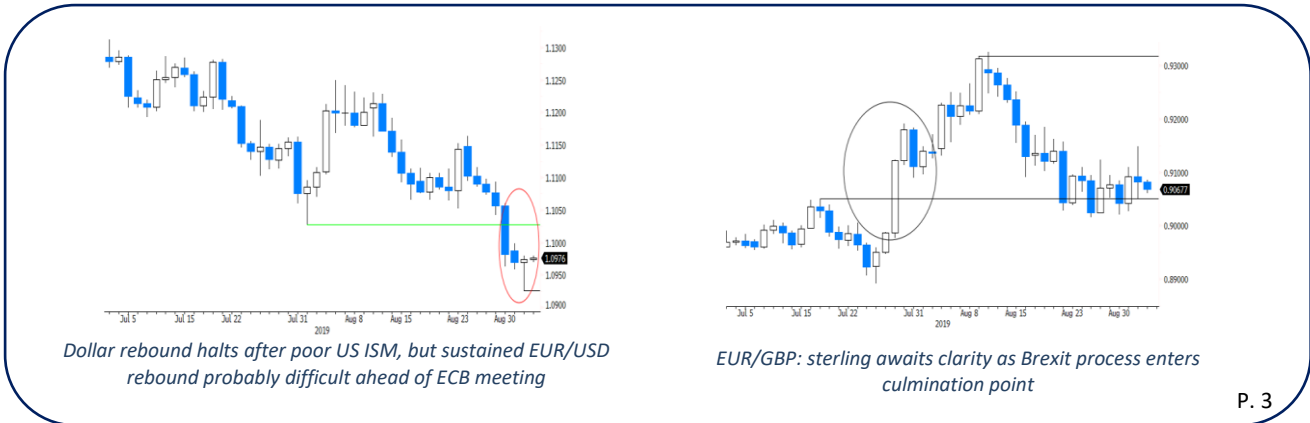 1.1300
1.1250
1.1200
1.1150
1.1100
1.1050
1.1000
1.0976
1.0950
1.0900
Jul 5
Jul 15
Jul 22
Jul 31
Aug 8
Aug 15
Aug 23
Aug 30
2019
Dollar rebound halts after poor US ISM, but sustained EUR/USD
rebound probably difficult ahead of ECB meeting
0.93000
0.92000
0.91000
0.90677
0.90000
0.89000
Jul 5
Jul 15
Jul 22
Jul 31
Aug 8
Aug 15
Aug 23
Aug 30
2019
EUR/GBP: sterling awaits clarity as Brexit process enters
culmination point
P. 3